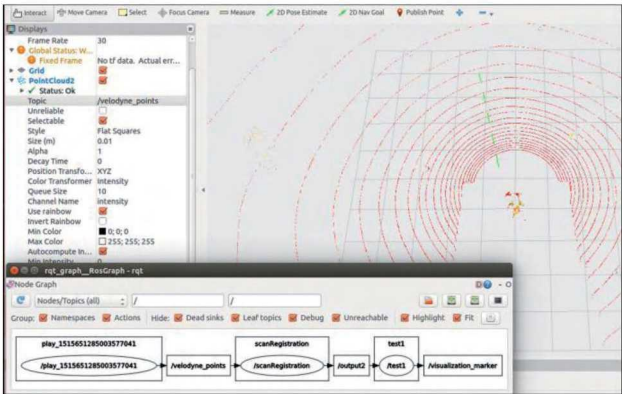 Interact Move Camera Select Focus Camera Measure 2D Pose Estimate 2D Nav Goal Publish Point
Displays
Frame Rate 30
Global Status: W...
Fixed Frame No tf data. Actual err...
Grid
PointCloud2
Status: Ok
Topic /velodyne_points
Unreliable
Selectable
Style Flat Squares
Size (m) 0.01
Alpha 1
Decay Time 0
Position Transfo... XYZ
Color Transformer Intensity
Queue Size 10
Channel Name intensity
Use rainbow
Invert Rainbow
Min Color 0; 0; 0
Max Color 255; 255; 255
Autocompute In...
Min Intensity 0
rqt_graph__RosGraph - rqt
Node Graph
Nodes/Topics (all) / /
Group: Namespaces Actions Hide: Dead sinks Leaf topics Debug Unreachable Highlight Fit
play_1515651285003577041 scanRegistration test1
/play_1515651285003577041 /velodyne_points /scanRegistration /output2 /test1 /visualization_marker